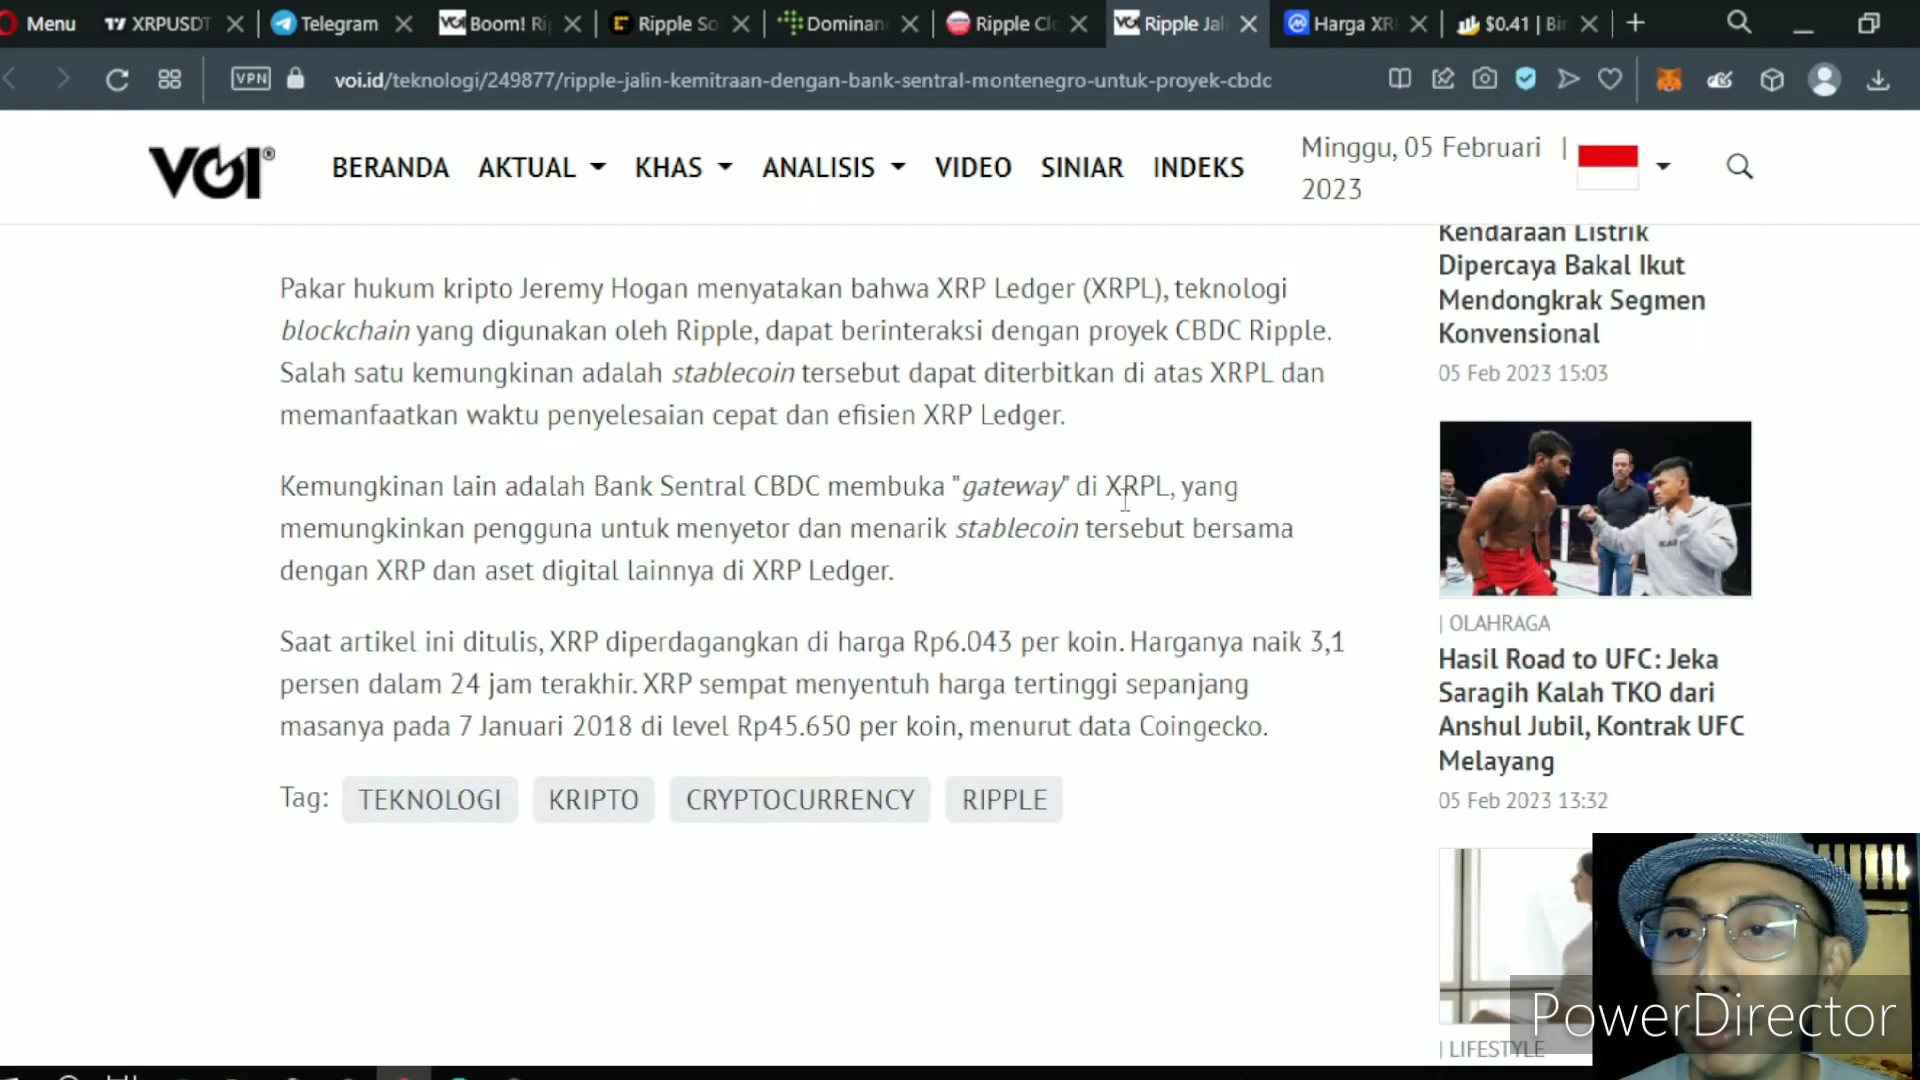 Menu
XRPUSDT
Telegram
Boom! Ri
Ripple So
Dominan
Ripple Cl
Ripple Jal
Harga XR
$0.41 | Bi
VPN
voi.id/teknologi/249877/ripple-jalin-kemitraan-dengan-bank-sentral-montenegro-untuk-proyek-cbdc
VOI®
BERANDA
AKTUAL
KHAS
ANALISIS
VIDEO
SINIAR
INDEKS
Minggu, 05 Februari |
2023
Pakar hukum kripto Jeremy Hogan menyatakan bahwa XRP Ledger (XRPL), teknologi
blockchain yang digunakan oleh Ripple, dapat berinteraksi dengan proyek CBDC Ripple.
Salah satu kemungkinan adalah stablecoin tersebut dapat diterbitkan di atas XRPL dan
memanfaatkan waktu penyelesaian cepat dan efisien XRP Ledger.
Kemungkinan lain adalah Bank Sentral CBDC membuka "gateway" di XRPL, yang
memungkinkan pengguna untuk menyetor dan menarik stablecoin tersebut bersama
dengan XRP dan aset digital lainnya di XRP Ledger.
Saat artikel ini ditulis, XRP diperdagangkan di harga Rp6.043 per koin. Harganya naik 3,1
persen dalam 24 jam terakhir. XRP sempat menyentuh harga tertinggi sepanjang
masanya pada 7 Januari 2018 di level Rp45.650 per koin, menurut data Coingecko.
Tag:
TEKNOLOGI
KRIPTO
CRYPTOCURRENCY
RIPPLE
Kendaraan Listrik
Dipercaya Bakal Ikut
Mendongkrak Segmen
Konvensional
05 Feb 2023 15:03
| OLAHRAGA
Hasil Road to UFC: Jeka
Saragih Kalah TKO dari
Anshul Jubil, Kontrak UFC
Melayang
05 Feb 2023 13:32
| LIFESTYLE
PowerDirector